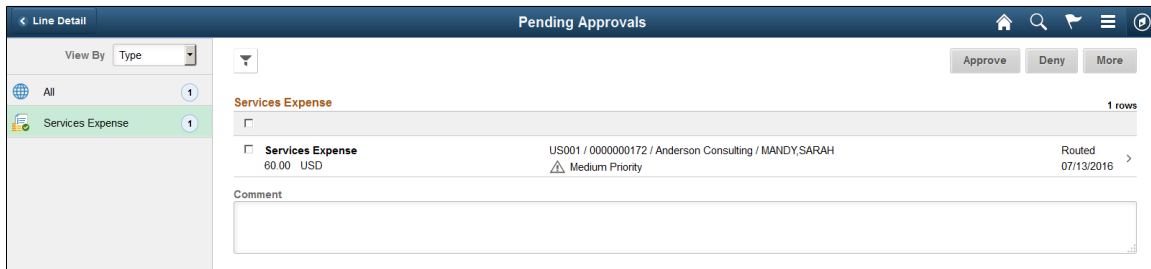 Line Detail
Pending Approvals
View By Type
Approve Deny More
All 1
Services Expense 1
Services Expense
1 rows
Services Expense US001 / 0000000172 / Anderson Consulting / MANDY,SARAH Routed
60.00 USD Medium Priority 07/13/2016
Comment